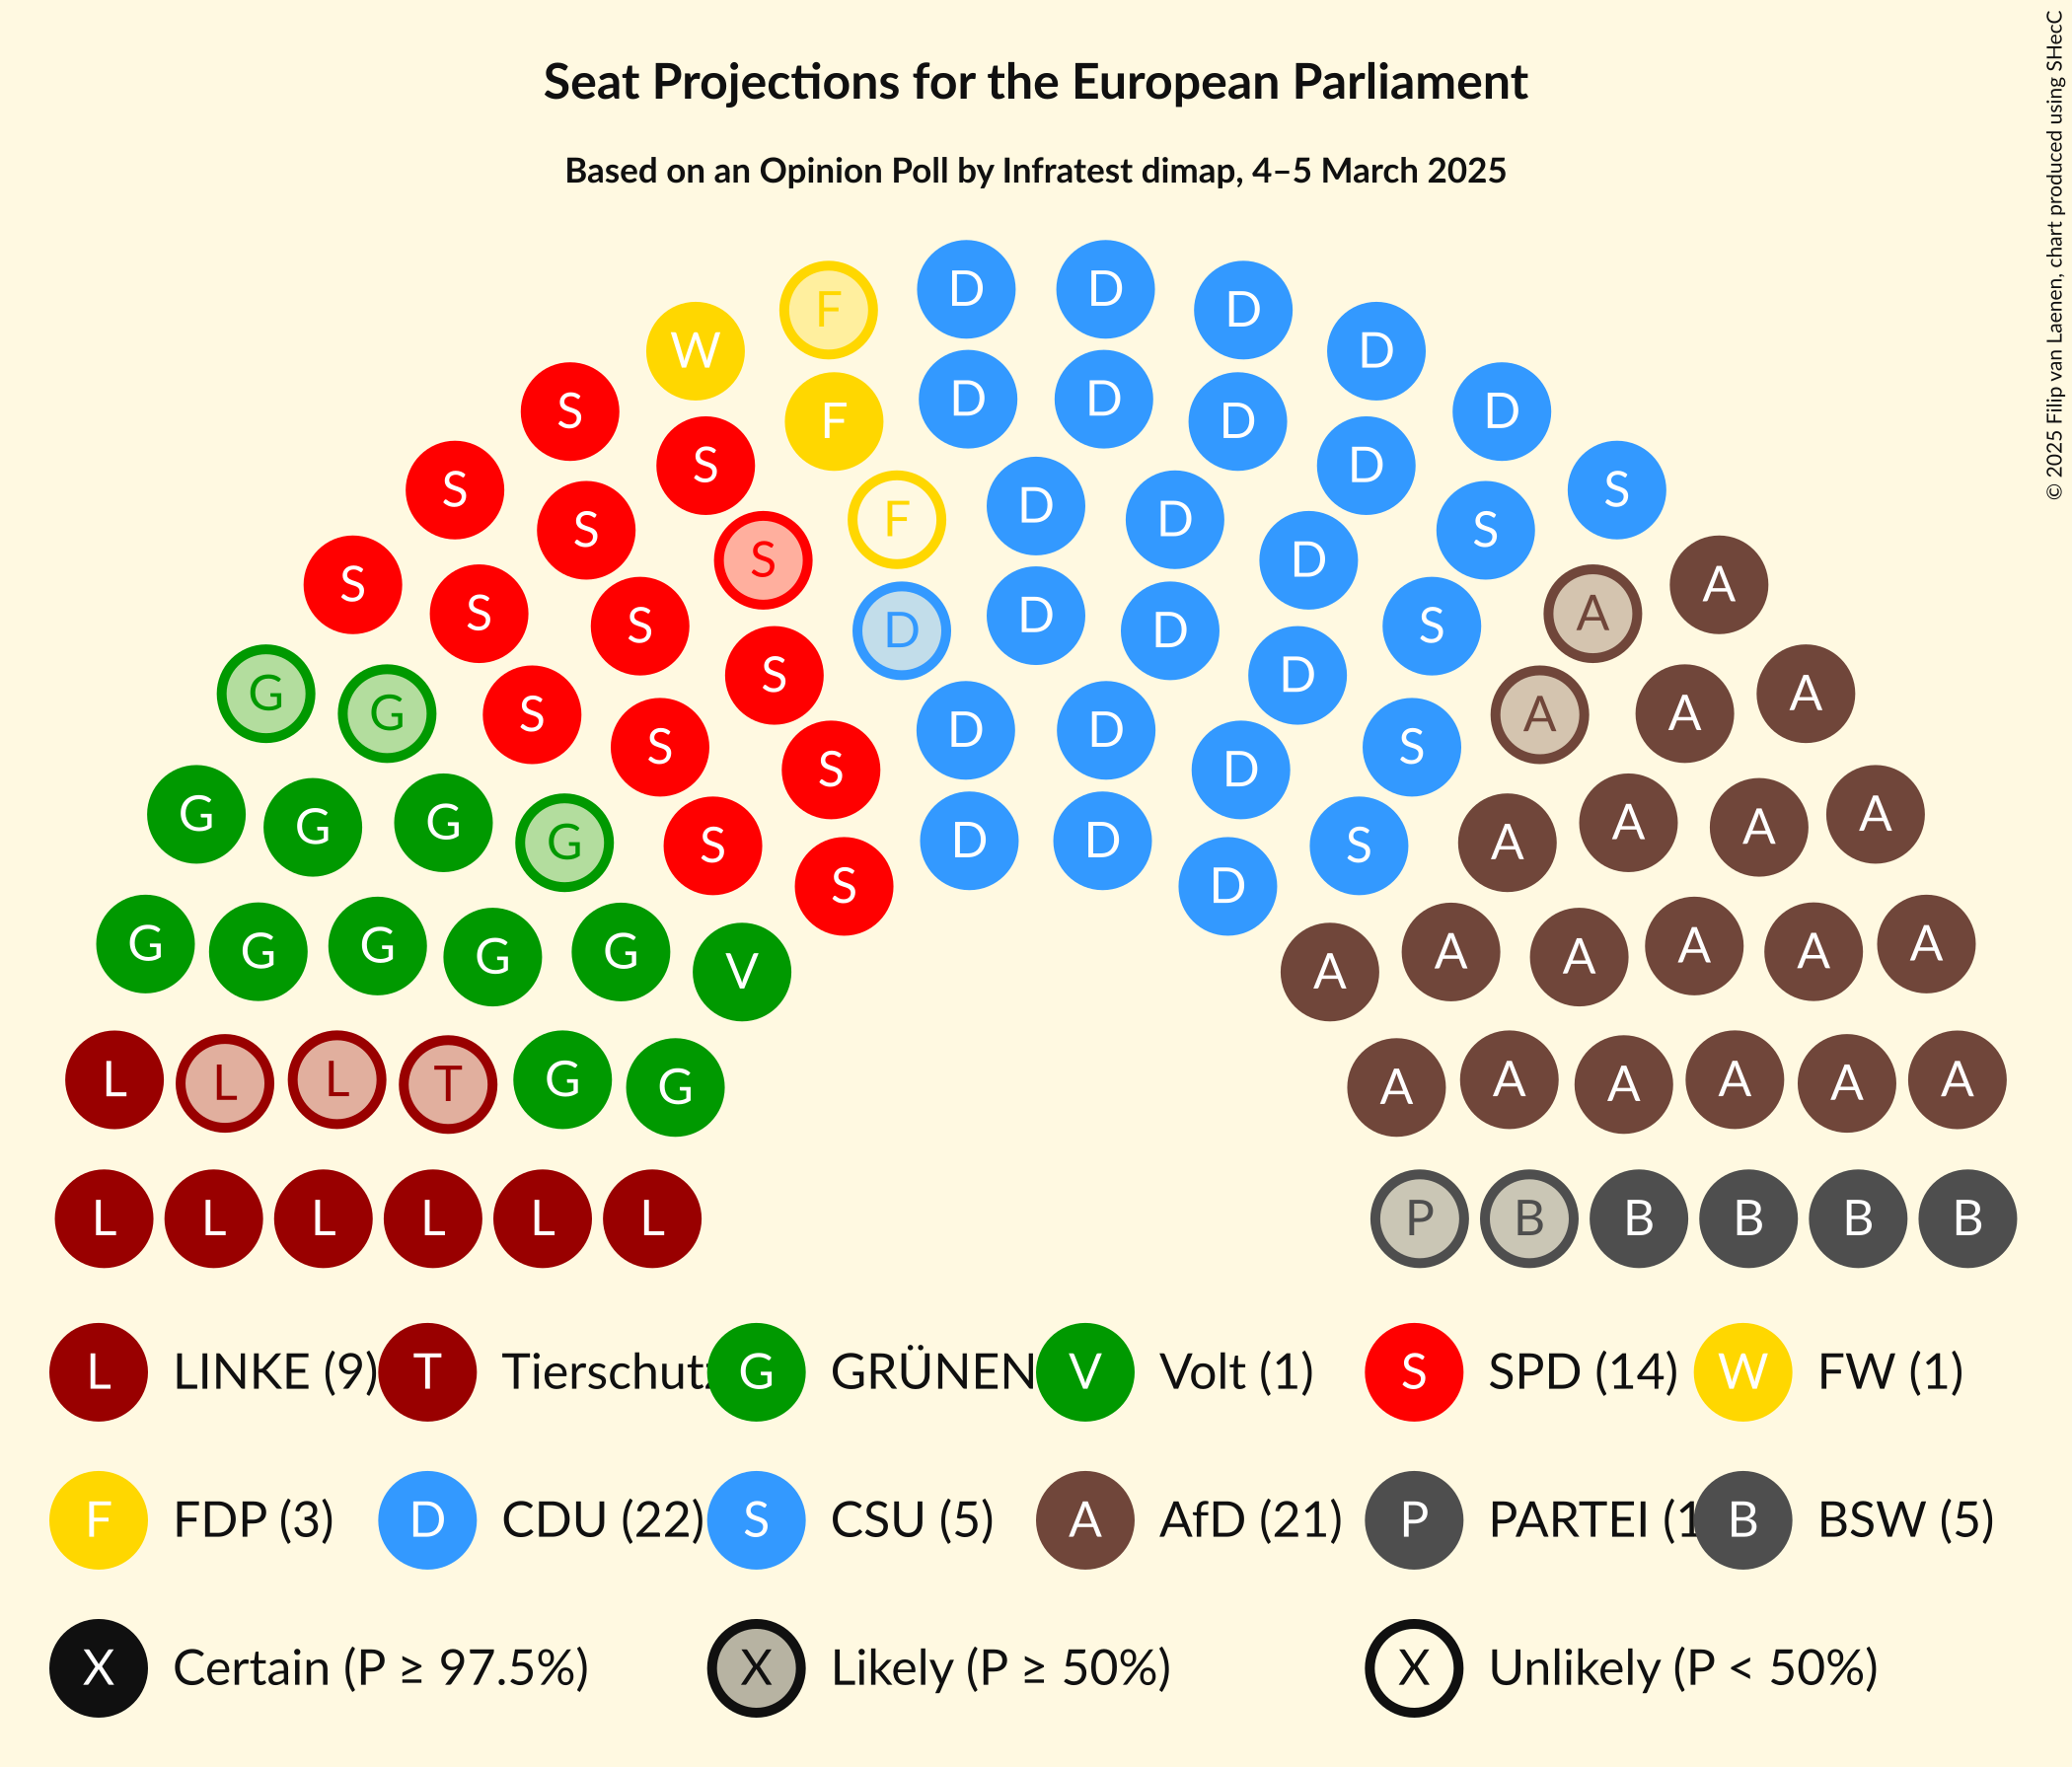 Seat Projections for the European Parliament
Based on an Opinion Poll by Infratest dimap, 4–5 March 2025
© 2025 Filip van Laenen, chart produced using SHecC
D D
F D
W D
D D
S D
F D
S D
S S
D
F D
S S
S D
S A
S A
S S
D D
D
S D
G A
G A
S A
D D
S S
S D
G A
G A
G A
G A
G A
S S
D D
S D
G A
G A
G A
G A
G A
V A
L L L T G G A A A A A A
L L L L L L P B B B B B
L LINKE (9) T Tierschutz G GRÜNEN V Volt (1) S SPD (14) W FW (1)
F FDP (3) D CDU (22) S CSU (5) A AfD (21) P PARTEI (1 B BSW (5)
X Certain (P ≥ 97.5%) X Likely (P ≥ 50%) X Unlikely (P < 50%)